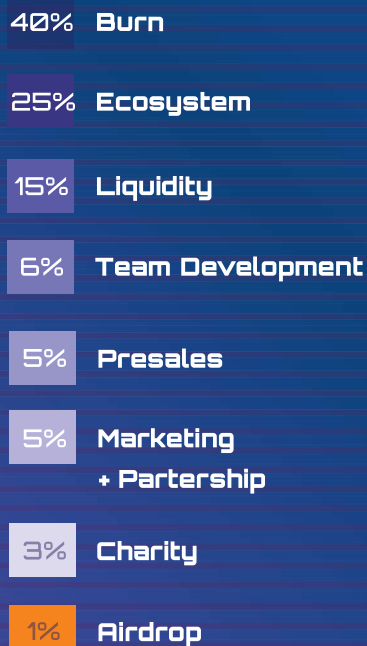 40% Burn
25% Ecosystem
15% Liquidity
6% Team Development
5% Presales
5% Marketing
+ Partership
3% Charity
1% Airdrop